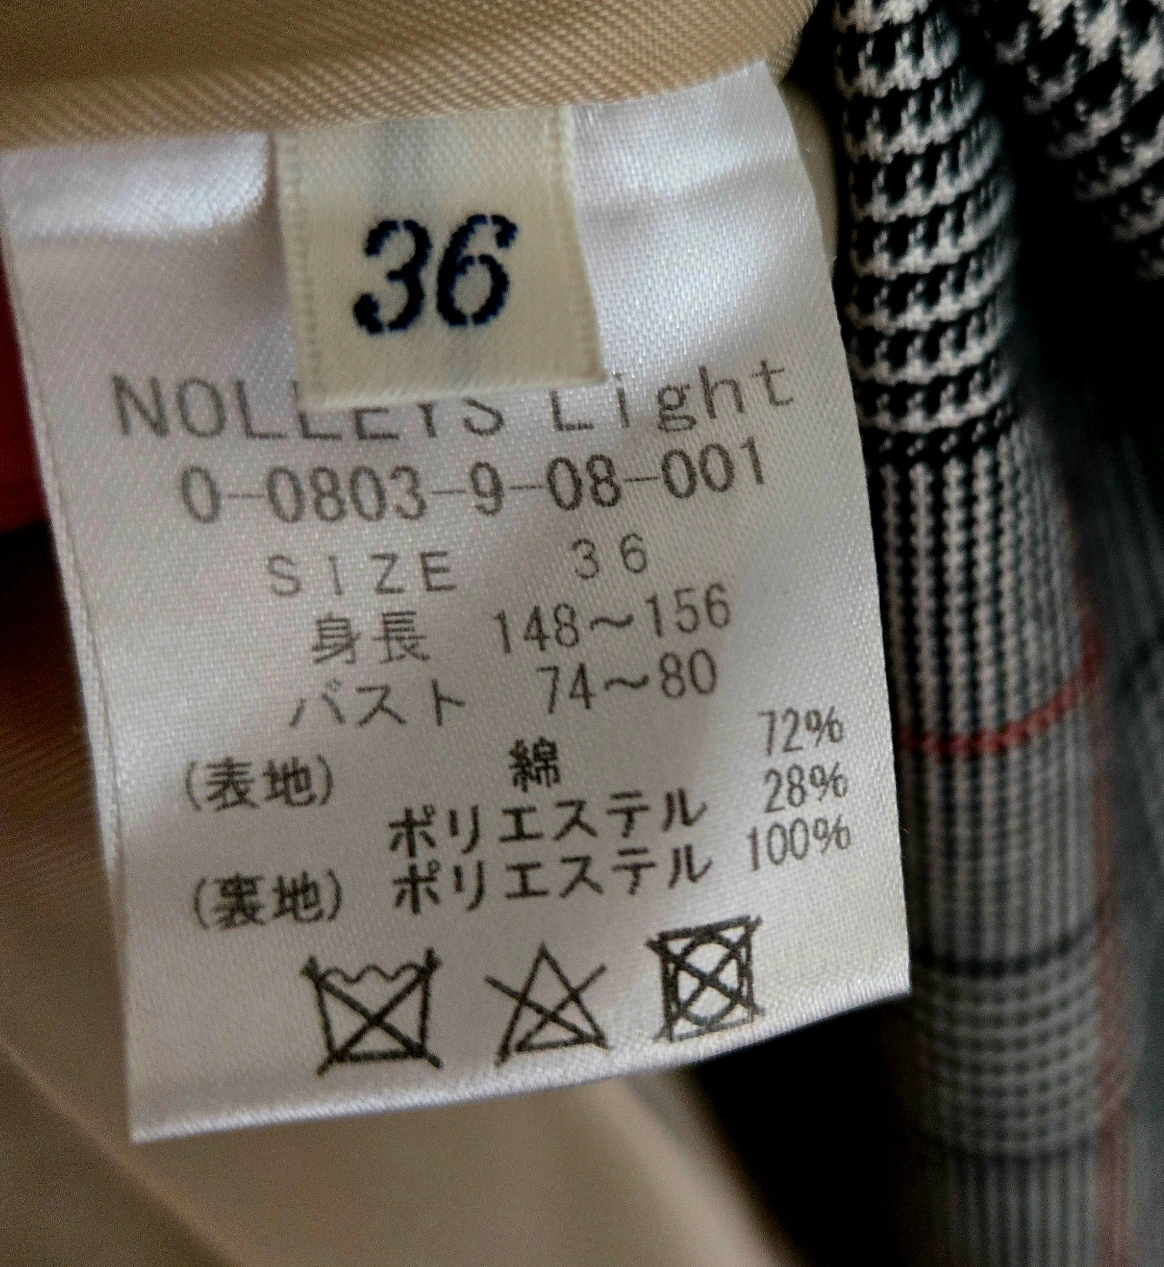 36
NOLLEYS Light
0-0803-9-08-001
SIZE 36
身長 148～156
バスト 74～80
(表地) 綿 72%
ポリエステル 28%
(裏地) ポリエステル 100%